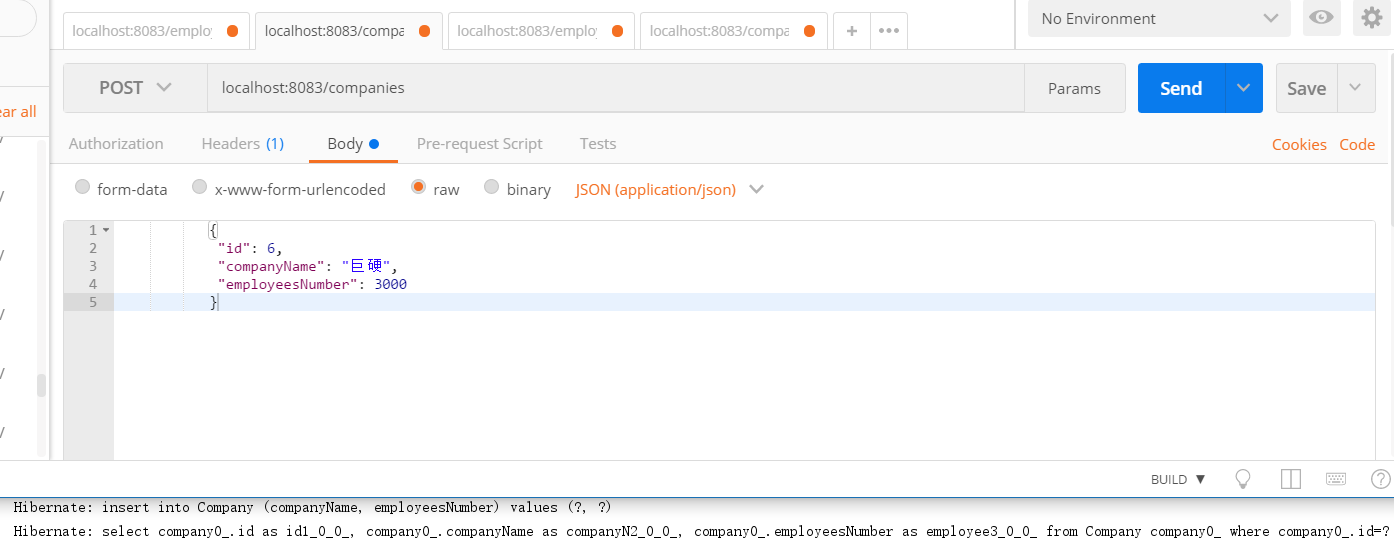 localhost:8083/emplo
localhost:8083/compa
localhost:8083/emplo
localhost:8083/compa
+
•••
No Environment
ear all
POST
localhost:8083/companies
Params
Send
Save
Authorization
Headers (1)
Body
Pre-request Script
Tests
Cookies
Code
form-data
x-www-form-urlencoded
raw
binary
JSON (application/json)
1 {
2 "id": 6,
3 "companyName": "巨硬",
4 "employeesNumber": 3000
5 }
BUILD
Hibernate: insert into Company (companyName, employeesNumber) values (?, ?)
Hibernate: select company0_.id as id1_0_0_, company0_.companyName as companyN2_0_0_, company0_.employeesNumber as employee3_0_0_ from Company company0_ where company0_.id=?